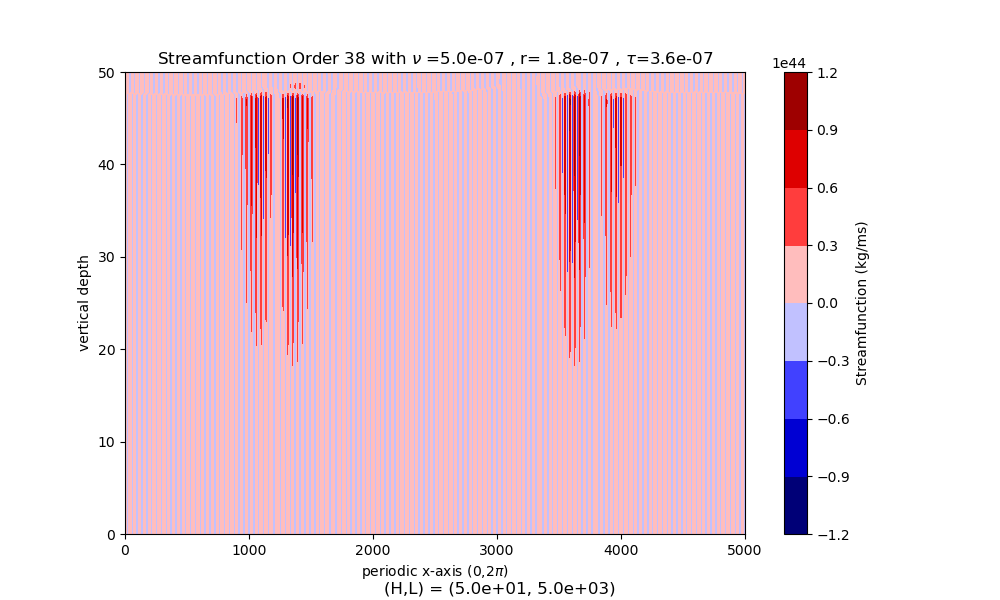 Streamfunction Order 38 with ν =5.0e-07 , r= 1.8e-07 , τ=3.6e-07
1e44
50
40
30
20
10
0
vertical depth
0 1000 2000 3000 4000 5000
periodic x-axis (0,2π)
(H,L) = (5.0e+01, 5.0e+03)
1.2
0.9
0.6
0.3
0.0
−0.3
−0.6
−0.9
−1.2
Streamfunction (kg/ms)